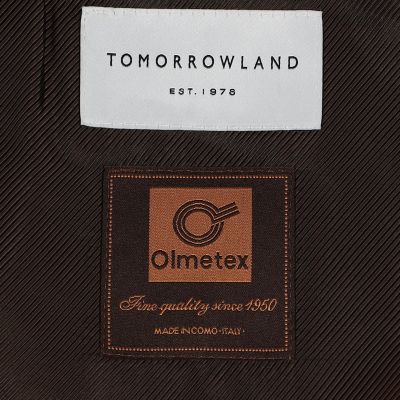 TOMORROWLAND
EST. 1978
Olmetex
Fine quality since 1950
MADE IN COMO - ITALY -